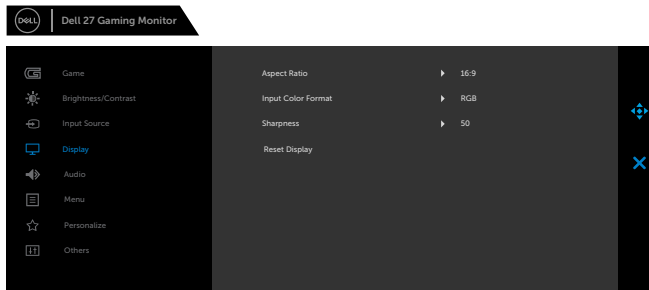 DELL
Dell 27 Gaming Monitor
Game
Aspect Ratio 16:9
Brightness/Contrast
Input Color Format RGB
Input Source
Sharpness 50
Display
Reset Display
Audio
Menu
Personalize
Others